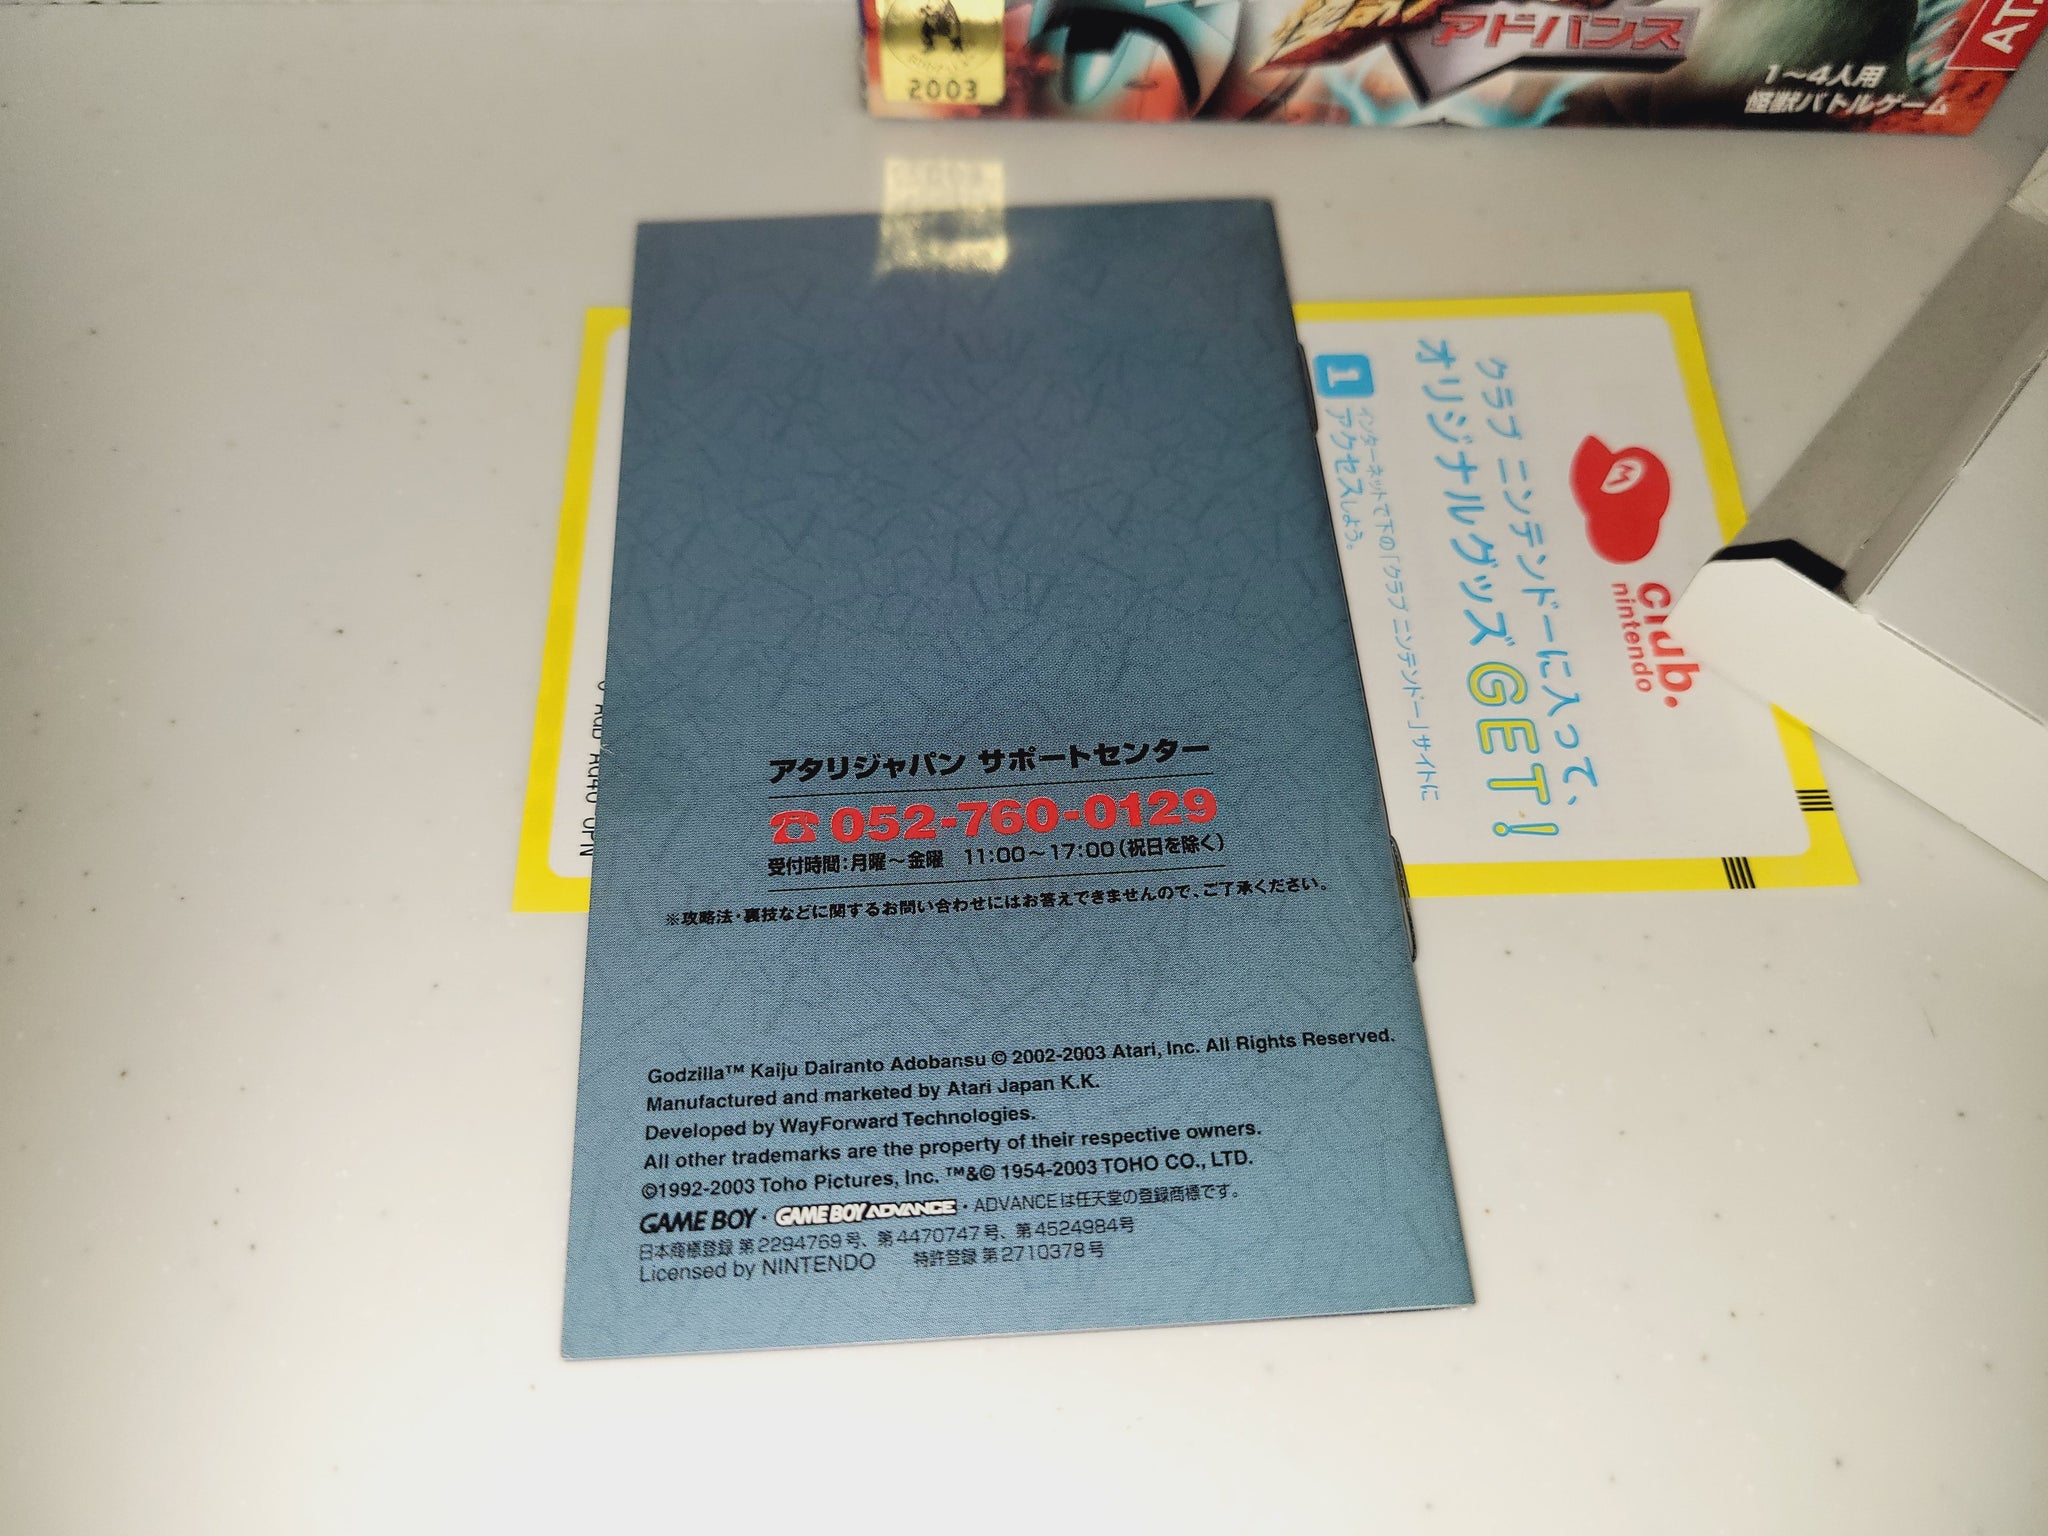 2003
アドバンス
1～4人用
怪獣バトルゲーム
アタリジャパン サポートセンター
☎052-760-0129
受付時間:月曜～金曜 11:00～17:00(祝日を除く)
※攻略法・裏技などに関するお問い合わせにはお答えできませんので、ご了承ください。
Godzilla™ Kaiju Dairanto Adobansu © 2002-2003 Atari, Inc. All Rights Reserved.
Manufactured and marketed by Atari Japan K.K.
Developed by WayForward Technologies.
All other trademarks are the property of their respective owners.
©1992-2003 Toho Pictures, Inc. ™&© 1954-2003 TOHO CO., LTD.
GAME BOY・GAME BOY ADVANCE・ADVANCEは任天堂の登録商標です。
日本商標登録 第2294769号、第4470747号、第4524984号
Licensed by NINTENDO 特許登録 第2710378号
club.
nintendo
クラブ ニンテンドーに入って、
オリジナルグッズGET!
1 インターネットで下の「クラブ ニンテンドー」サイトに
アクセスしよう。